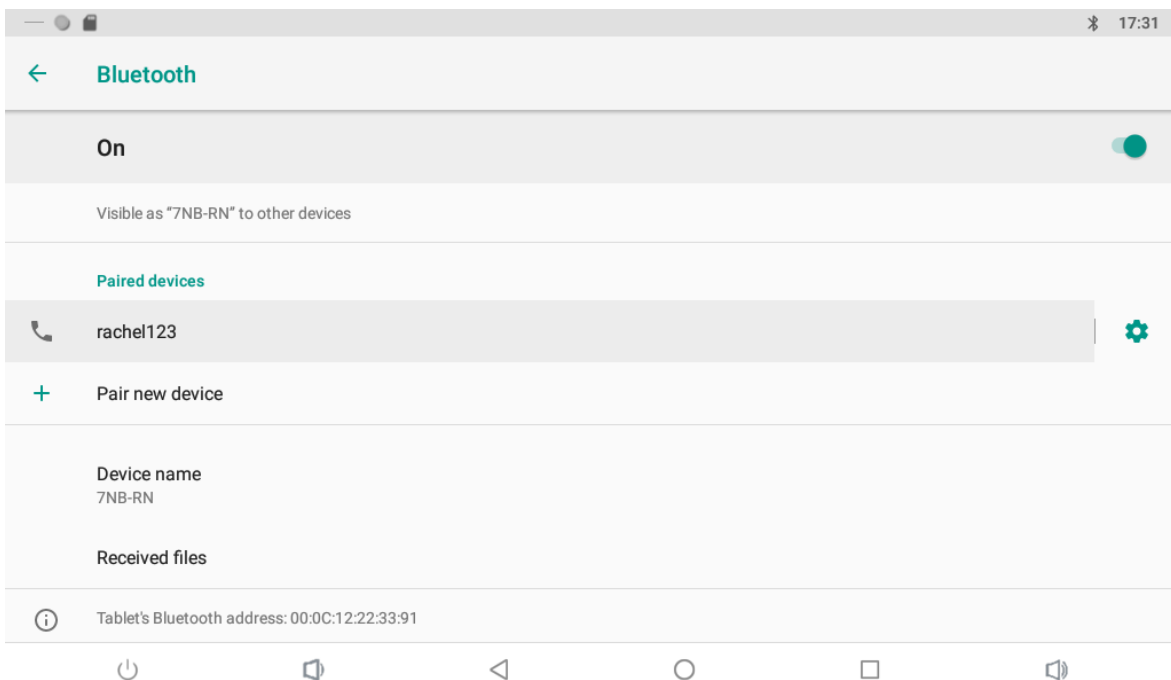 17:31
Bluetooth
On
Visible as “7NB-RN” to other devices
Paired devices
rachel123
Pair new device
Device name
7NB-RN
Received files
Tablet's Bluetooth address: 00:0C:12:22:33:91